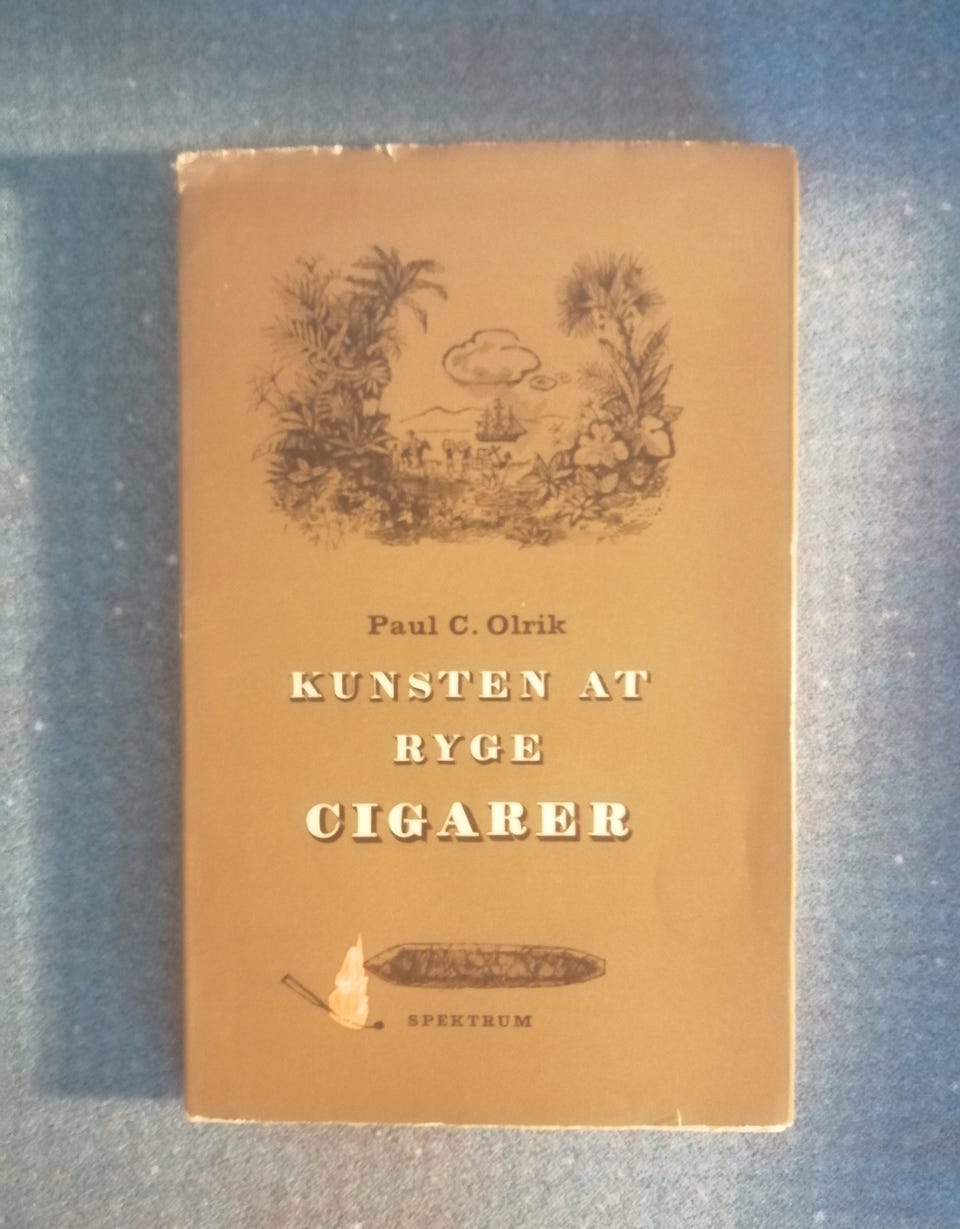 Paul C. Olrik
KUNSTEN AT
RYGE
CIGARER
SPEKTRUM